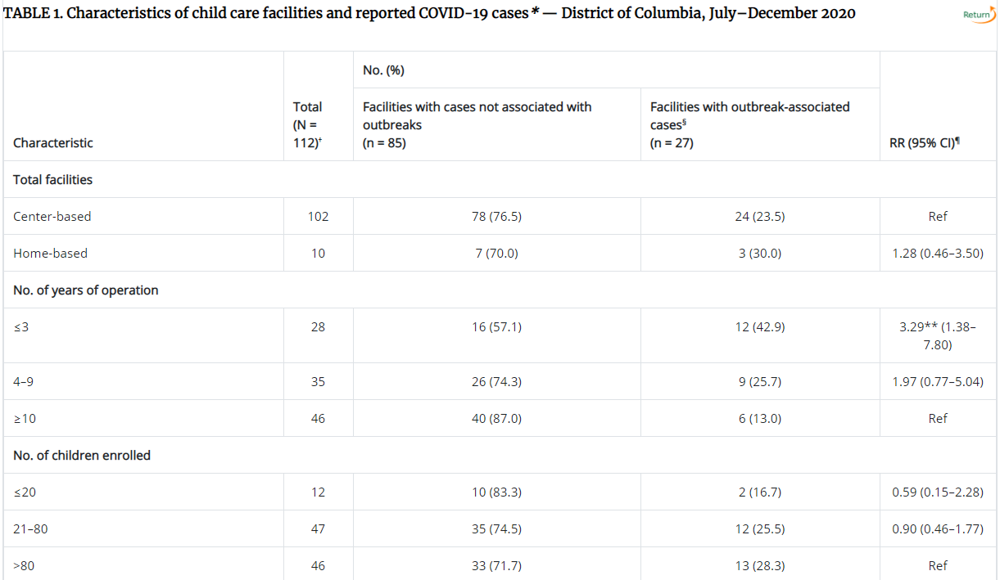 TABLE 1. Characteristics of child care facilities and reported COVID-19 cases* — District of Columbia, July–December 2020
Return
Characteristic
Total
(N =
112)†
No. (%)
Facilities with cases not associated with
outbreaks
(n = 85)
Facilities with outbreak-associated
cases§
(n = 27)
RR (95% CI)¶
Total facilities
Center-based 102 78 (76.5) 24 (23.5) Ref
Home-based 10 7 (70.0) 3 (30.0) 1.28 (0.46–3.50)
No. of years of operation
≤3 28 16 (57.1) 12 (42.9) 3.29** (1.38–
7.80)
4–9 35 26 (74.3) 9 (25.7) 1.97 (0.77–5.04)
≥10 46 40 (87.0) 6 (13.0) Ref
No. of children enrolled
≤20 12 10 (83.3) 2 (16.7) 0.59 (0.15–2.28)
21–80 47 35 (74.5) 12 (25.5) 0.90 (0.46–1.77)
>80 46 33 (71.7) 13 (28.3) Ref